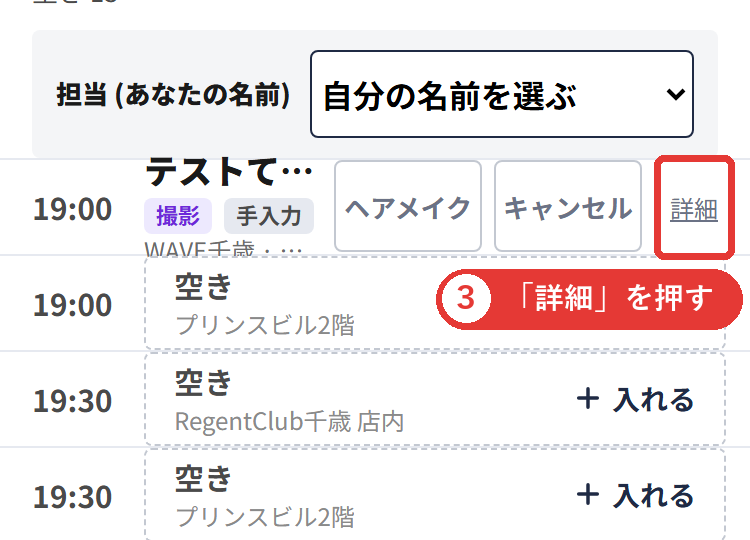 担当 (あなたの名前)
自分の名前を選ぶ
19:00
テストて…
撮影 手入力
WAVE千歳・…
ヘアメイク
キャンセル
詳細
19:00
空き
プリンスビル2階
3 「詳細」を押す
19:30
空き
RegentClub千歳 店内
+ 入れる
19:30
空き
プリンスビル2階
+ 入れる